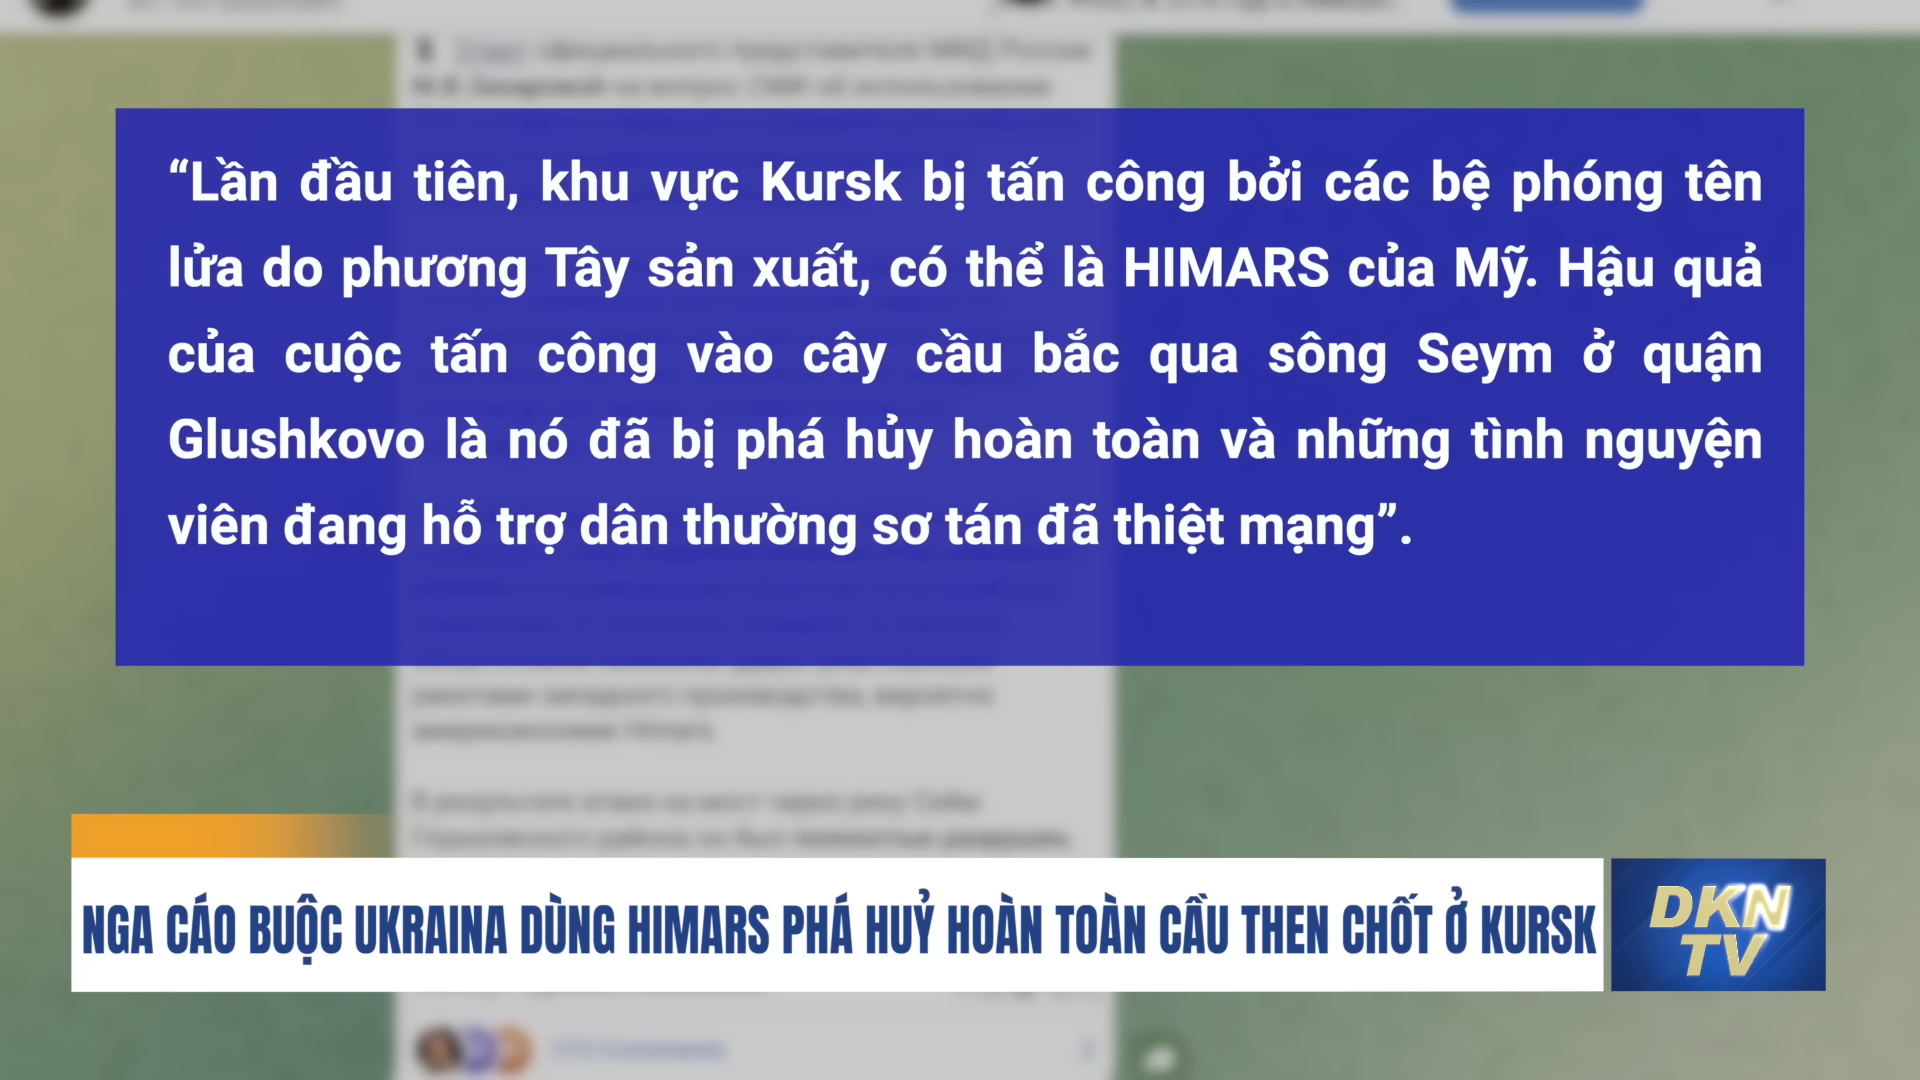 “Lần đầu tiên, khu vực Kursk bị tấn công bởi các bệ phóng tên
lửa do phương Tây sản xuất, có thể là HIMARS của Mỹ. Hậu quả
của cuộc tấn công vào cây cầu bắc qua sông Seym ở quận
Glushkovo là nó đã bị phá hủy hoàn toàn và những tình nguyện
viên đang hỗ trợ dân thường sơ tán đã thiệt mạng”.
NGA CÁO BUỘC UKRAINA DÙNG HIMARS PHÁ HUỶ HOÀN TOÀN CẦU THEN CHỐT Ở KURSK
DKN
TV